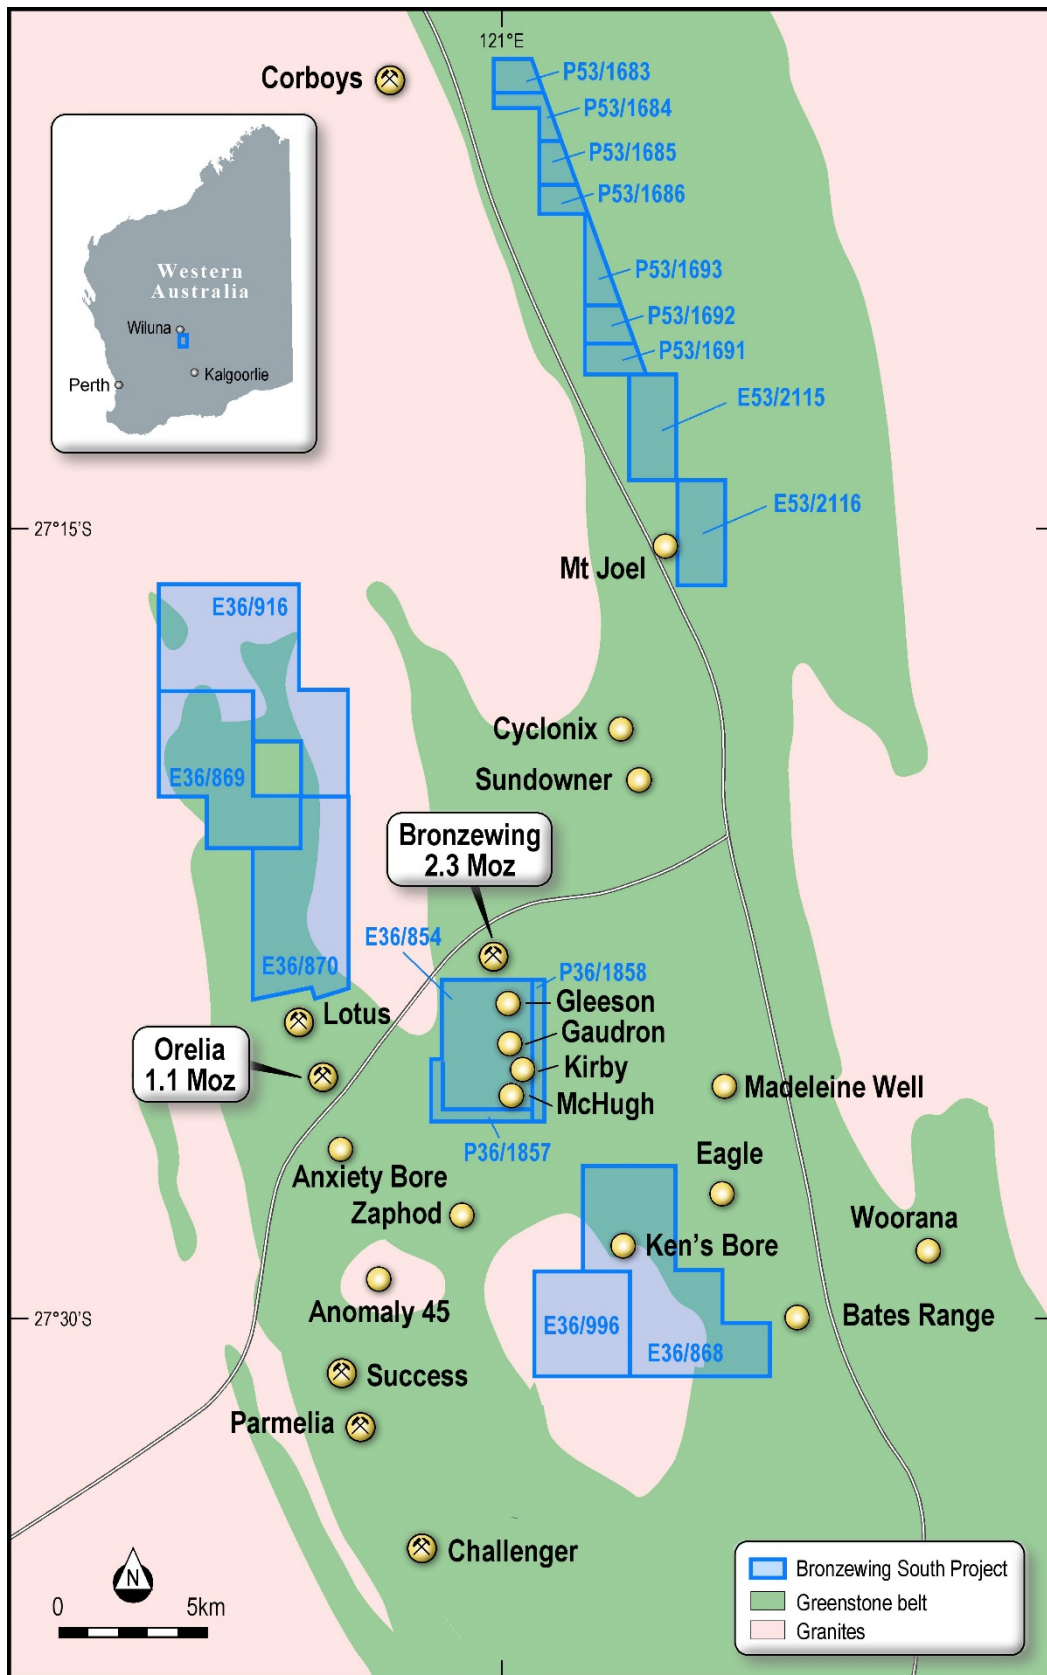 121°E
Corboys
P53/1683
P53/1684
P53/1685
P53/1686
Western
Australia
Wiluna
Perth
Kalgoorlie
P53/1693
P53/1692
P53/1691
E53/2115
E53/2116
27°15'S
Mt Joel
E36/916
Cyclonix
E36/869
Sundowner
Bronzewing
2.3 Moz
E36/854
E36/870
P36/1858
Gleeson
Lotus
Gaudron
Orelia
1.1 Moz
Kirby
Madeleine Well
McHugh
P36/1857
Eagle
Anxiety Bore
Zaphod
Woorana
Ken's Bore
Anomaly 45
27°30'S
Bates Range
E36/996
E36/868
Success
Parmelia
Challenger
N
0 5km
Bronzewing South Project
Greenstone belt
Granites